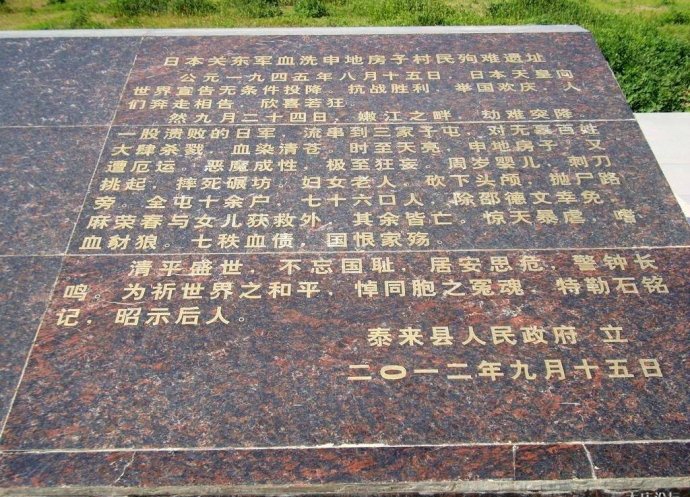 日本关东军血洗申地房子村民殉难遗址
公元一九四五年八月十五日 日本天皇向
世界宣告无条件投降。抗战胜利 举国欢庆 人
们奔走相告，欣喜若狂。
然九月二十四日，嫩江之畔 劫难突降
一股溃败的日军，流串到三家子屯，对无辜百姓
大肆杀戮 血染清苍 时至天亮 申地房子 又
遭厄运。恶魔成性，极至狂妄 周岁婴儿，刺刀
挑起，摔死碾坊。妇女老人 砍下头颅，抛尸路
旁 全屯十余户 七十六口人，除邵德文幸免，
麻荣春与女儿获救外，其余皆亡。惊天暴虐，嗜
血豺狼。七秩血债，国恨家殇。
清平盛世，不忘国耻，居安思危，警钟长
鸣。为祈世界之和平，悼同胞之冤魂，特勒石铭
记，昭示后人。
泰来县人民政府 立
二〇一二年九月十五日